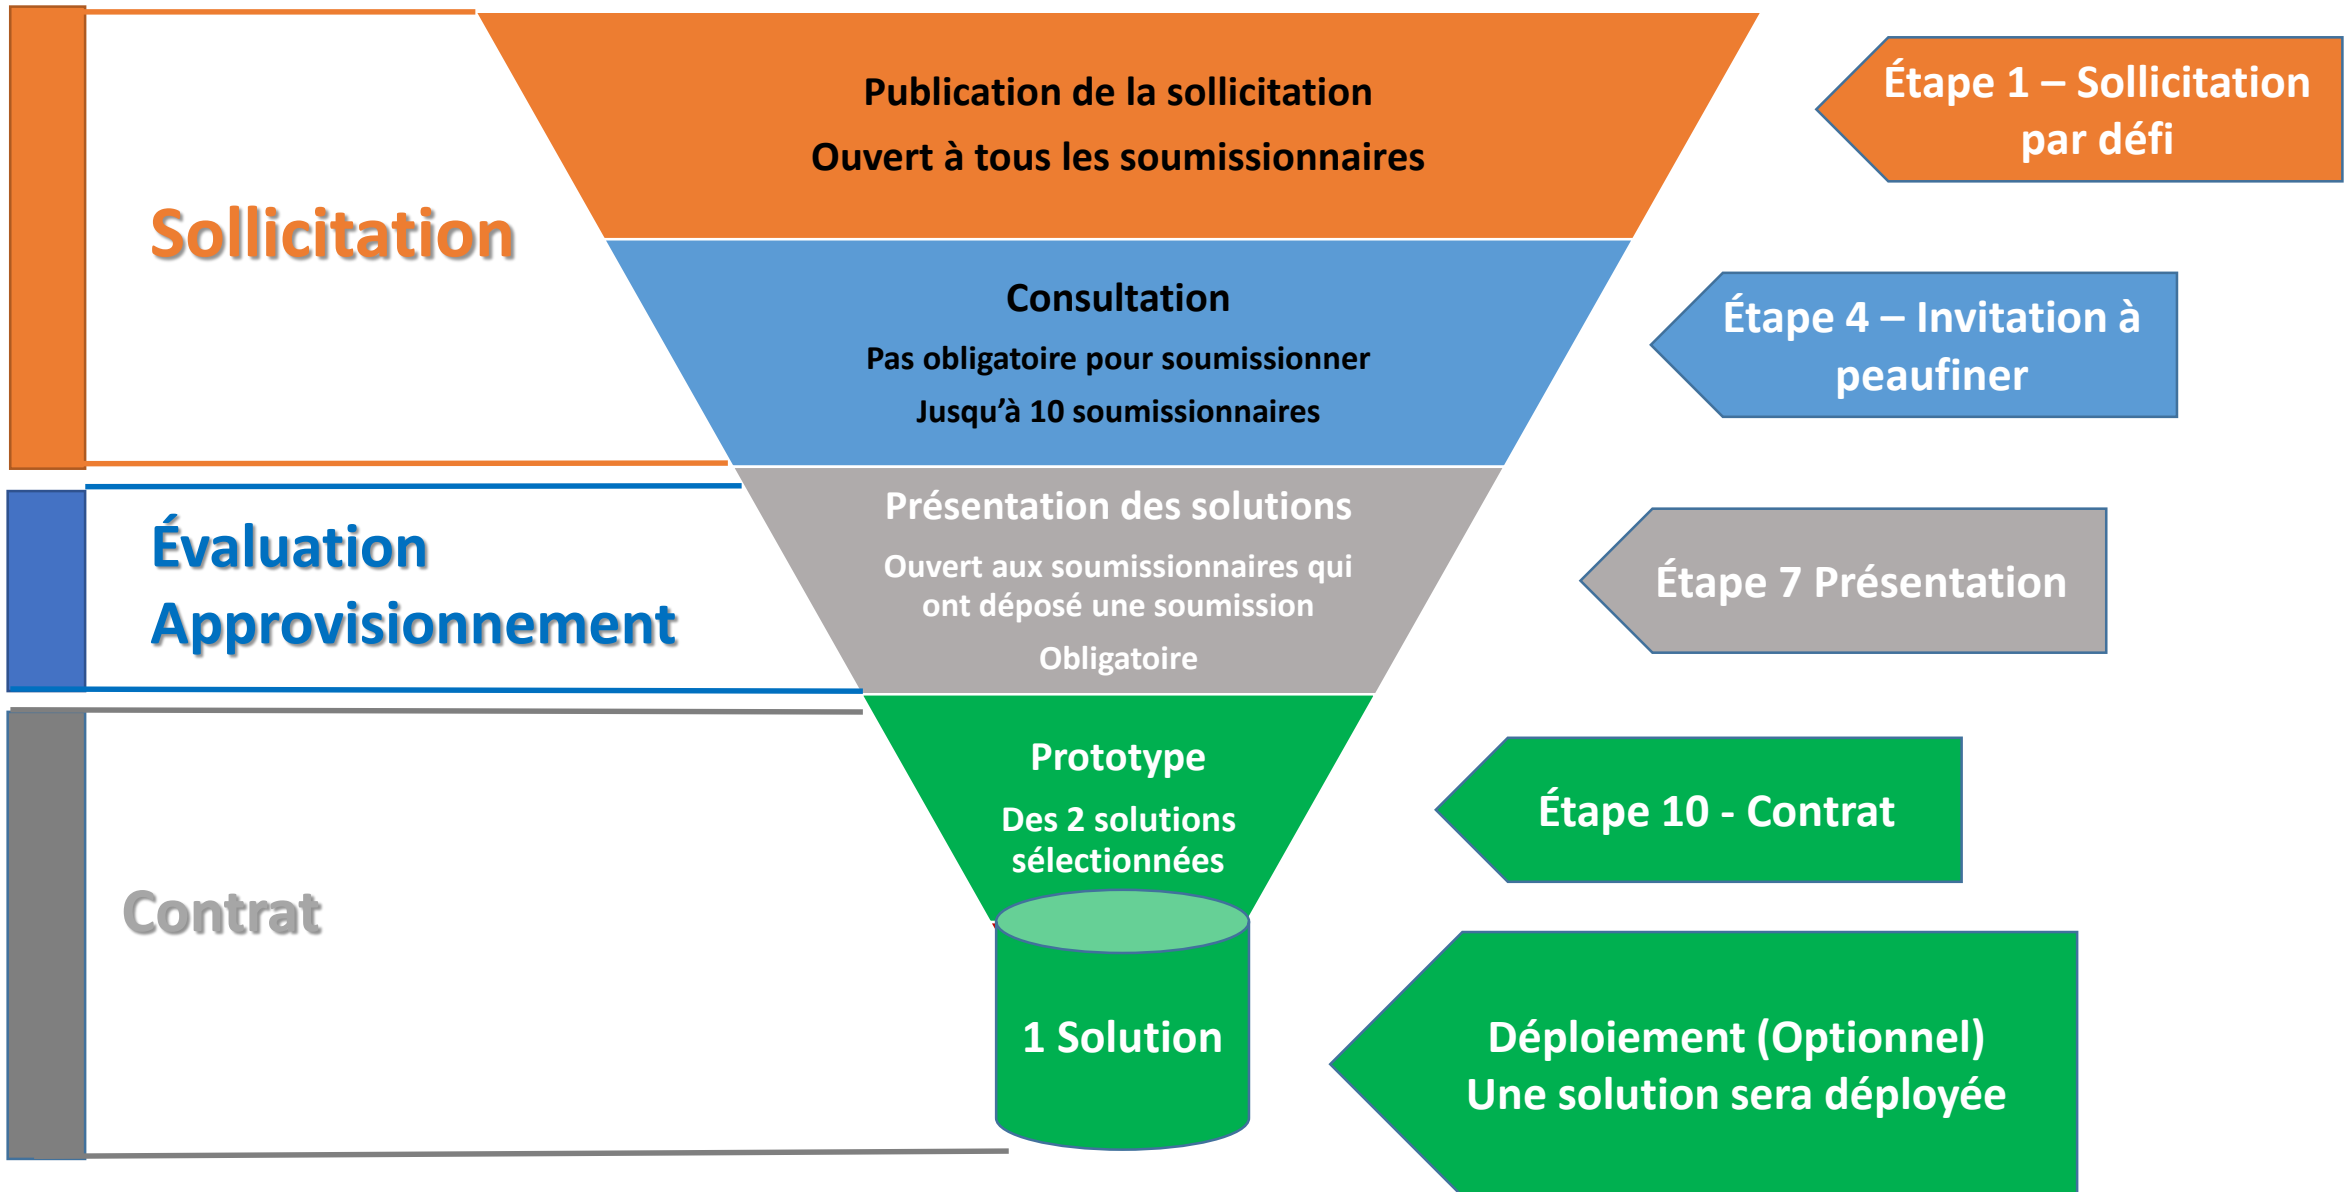 Publication de la sollicitation
Ouvert à tous les soumissionnaires
Étape 1 – Sollicitation
par défi
Sollicitation
Consultation
Pas obligatoire pour soumissionner
Jusqu’à 10 soumissionnaires
Étape 4 – Invitation à
peaufiner
Évaluation
Approvisionnement
Présentation des solutions
Ouvert aux soumissionnaires qui
ont déposé une soumission
Obligatoire
Étape 7 Présentation
Contrat
Prototype
Des 2 solutions
sélectionnées
Étape 10 - Contrat
1 Solution
Déploiement (Optionnel)
Une solution sera déployée